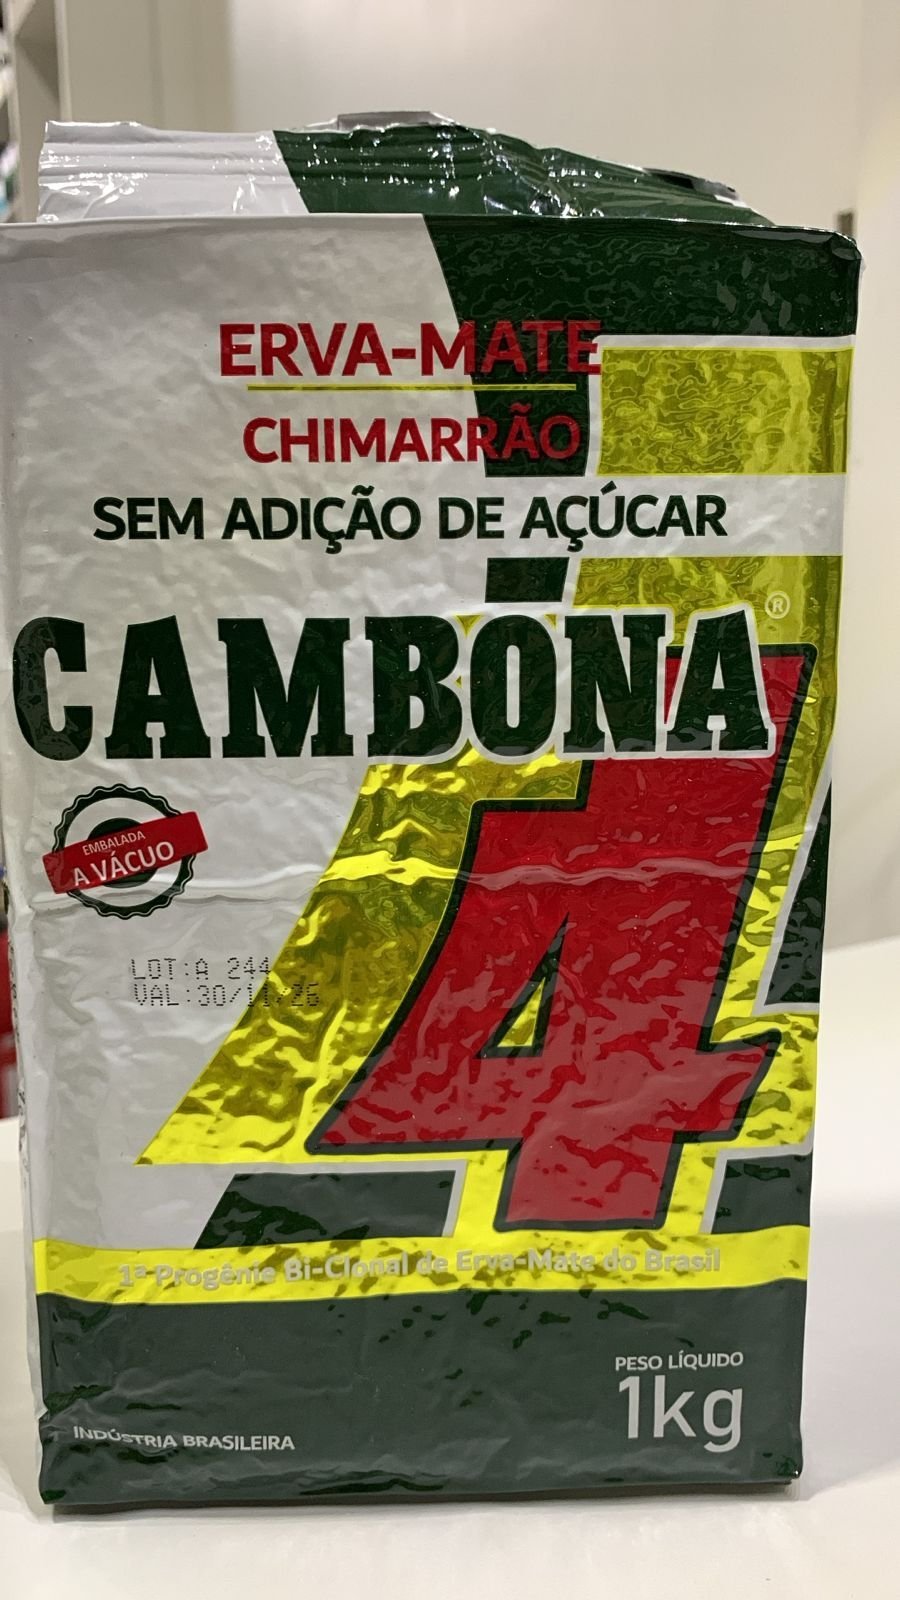 ERVA-MATE
CHIMARRÃO
SEM ADIÇÃO DE AÇÚCAR
CAMBONA®
4
EMBALADA
A VÁCUO
LOT:A 244
VAL:30/11/26
1ª Progênie Bi-Clonal de Erva-Mate do Brasil
PESO LÍQUIDO
1kg
INDÚSTRIA BRASILEIRA